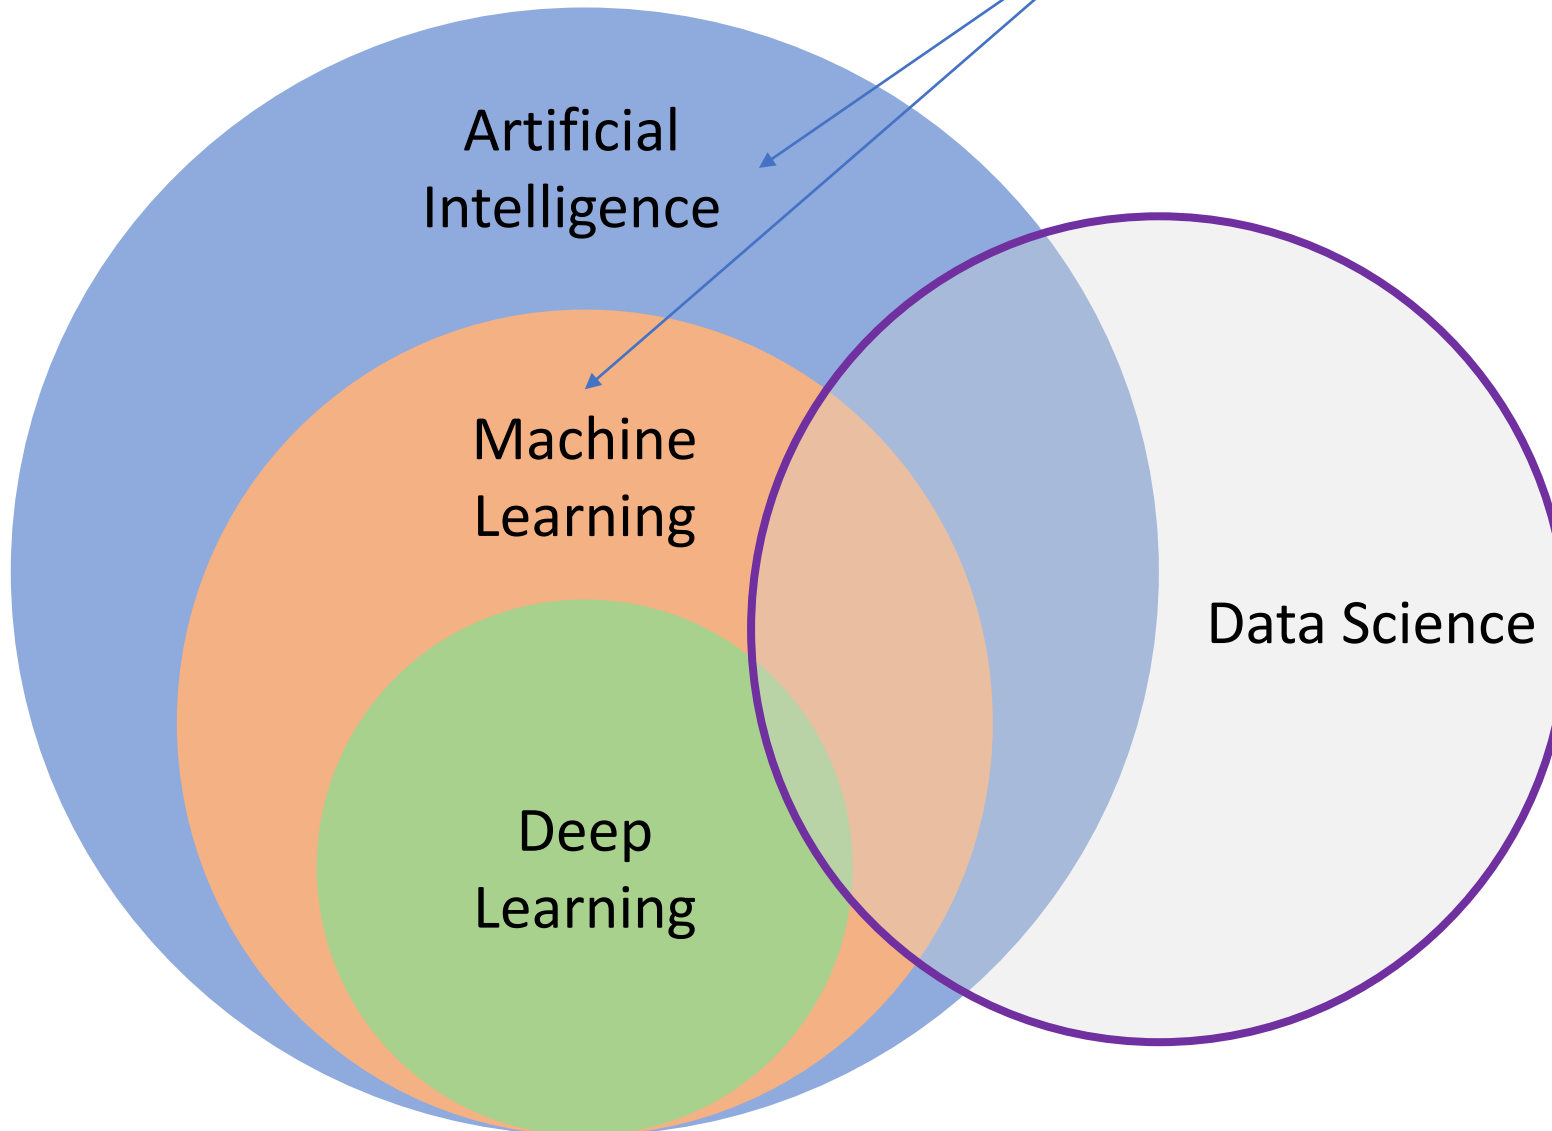 Artificial
Intelligence
Machine
Learning
Data Science
Deep
Learning